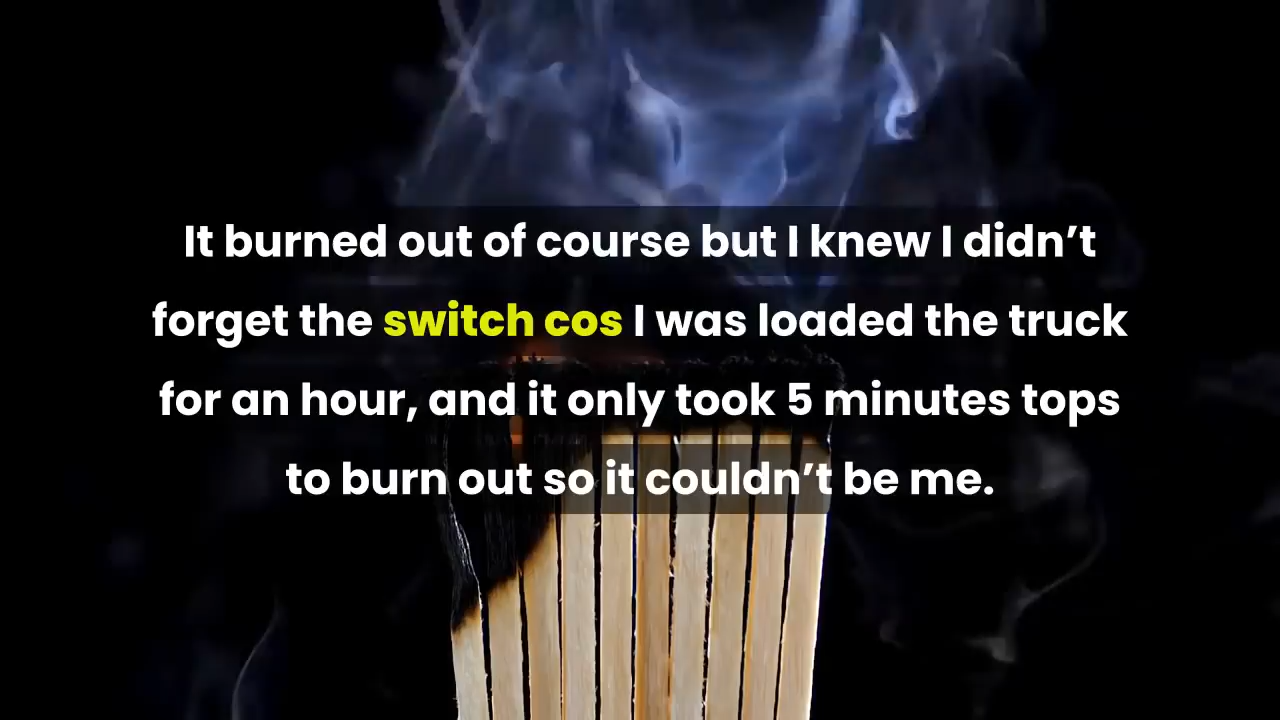 It burned out of course but I knew I didn’t
forget the switch cos I was loaded the truck
for an hour, and it only took 5 minutes tops
to burn out so it couldn’t be me.